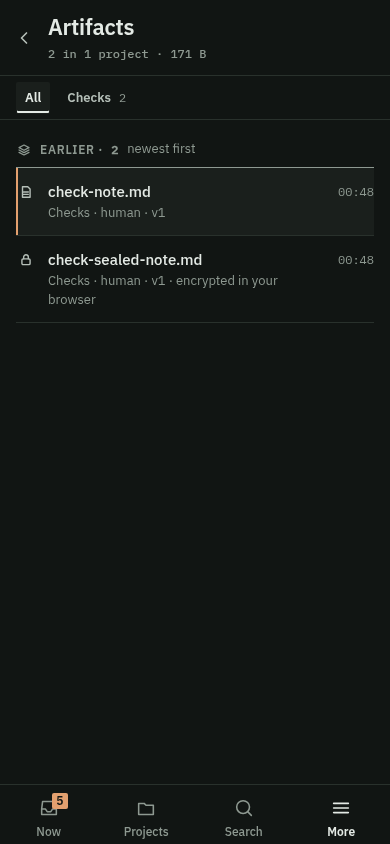 Artifacts
2 in 1 project · 171 B
All
Checks 2
EARLIER · 2 newest first
check-note.md 00:48
Checks · human · v1
check-sealed-note.md 00:48
Checks · human · v1 · encrypted in your
browser
5
Now
Projects
Search
More